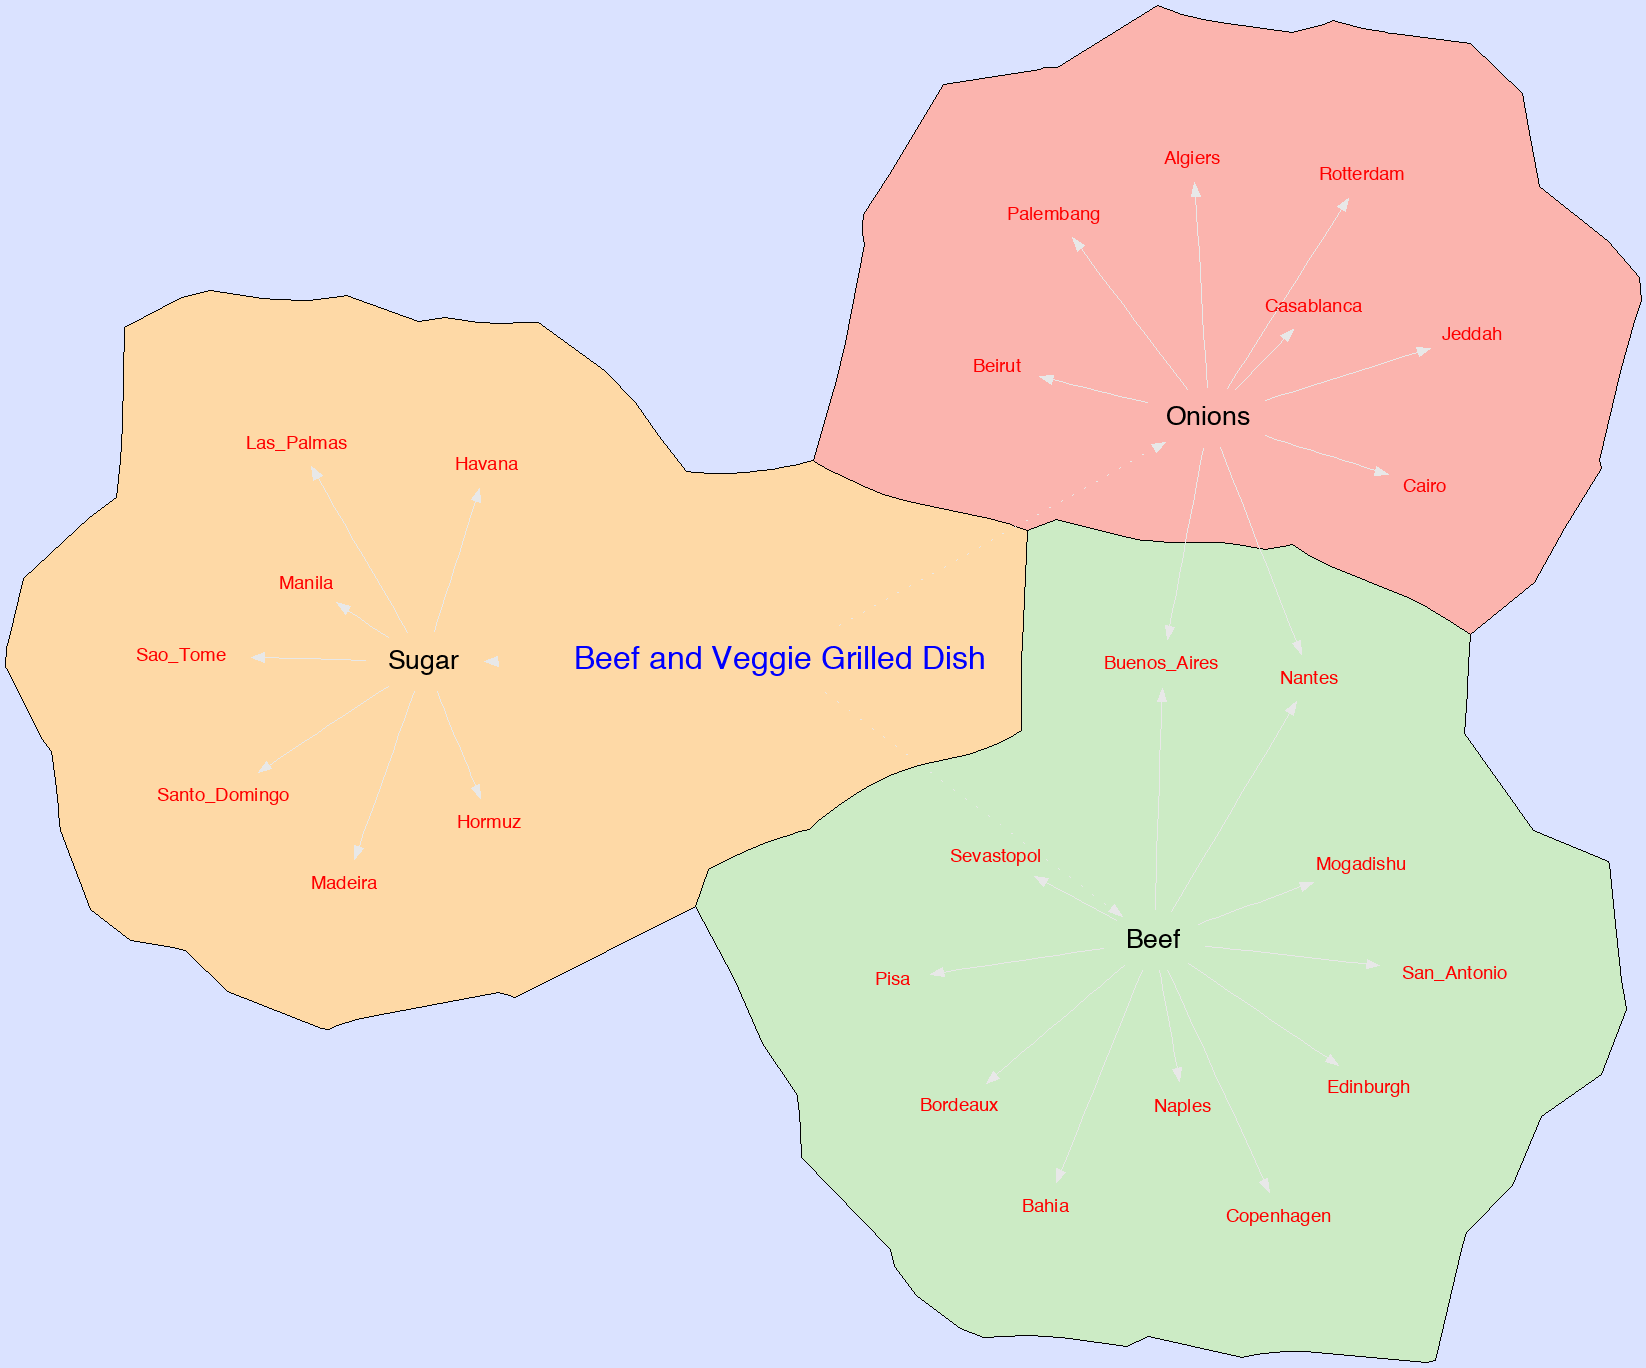 Algiers
Rotterdam
Palembang
Casablanca
Jeddah
Beirut
Onions
Cairo
Las_Palmas
Havana
Manila
Sao_Tome
Sugar
Beef and Veggie Grilled Dish
Buenos_Aires
Nantes
Santo_Domingo
Hormuz
Madeira
Sevastopol
Mogadishu
Beef
Pisa
San_Antonio
Edinburgh
Bordeaux
Naples
Bahia
Copenhagen